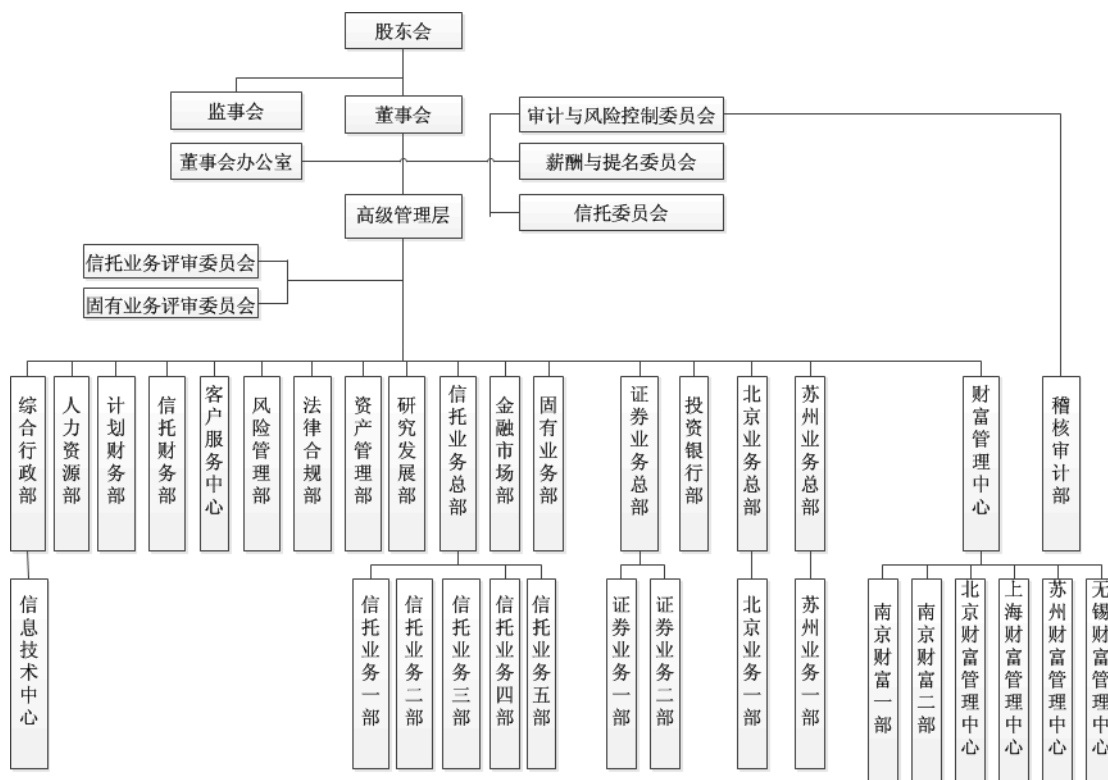 股东会
监事会
董事会
审计与风险控制委员会
董事会办公室
薪酬与提名委员会
高级管理层
信托委员会
信托业务评审委员会
固有业务评审委员会
综合行政部
人力资源部
计划财务部
信托财务部
客户服务中心
风险管理部
法律合规部
资产管理部
研究发展部
信托业务总部
金融市场部
固有业务部
证券业务总部
投资银行部
北京业务总部
苏州业务总部
财富管理中心
稽核审计部
信息技术中心
信托业务一部
信托业务二部
信托业务三部
信托业务四部
信托业务五部
证券业务一部
证券业务二部
北京业务一部
苏州业务一部
南京财富一部
南京财富二部
北京财富管理中心
上海财富管理中心
苏州财富管理中心
无锡财富管理中心